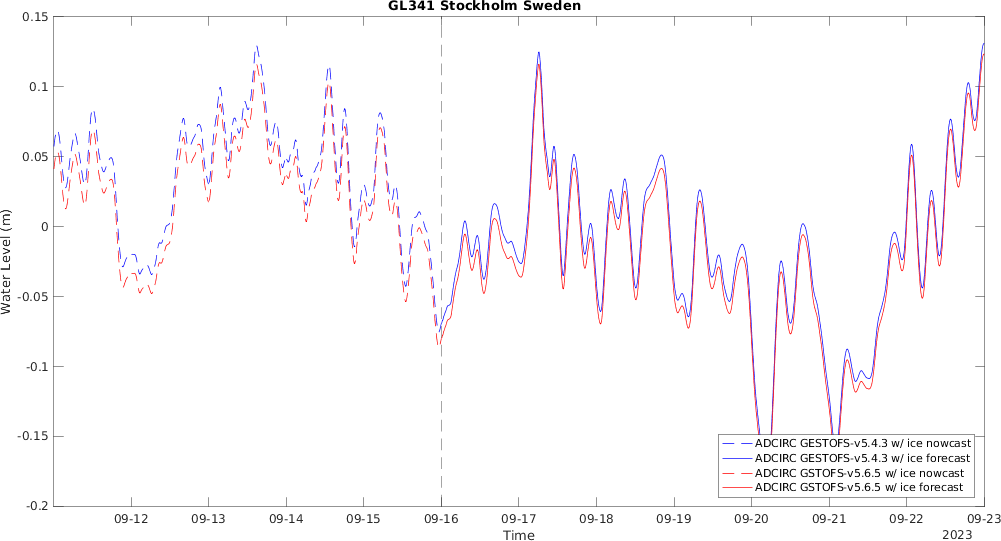 GL341 Stockholm Sweden
0.15
0.1
0.05
0
-0.05
-0.1
-0.15
-0.2
Water Level (m)
ADCIRC GESTOFS-v5.4.3 w/ ice nowcast
ADCIRC GESTOFS-v5.4.3 w/ ice forecast
ADCIRC GSTOFS-v5.6.5 w/ ice nowcast
ADCIRC GSTOFS-v5.6.5 w/ ice forecast
09-12 09-13 09-14 09-15 09-16 09-17 09-18 09-19 09-20 09-21 09-22 09-23
Time
2023